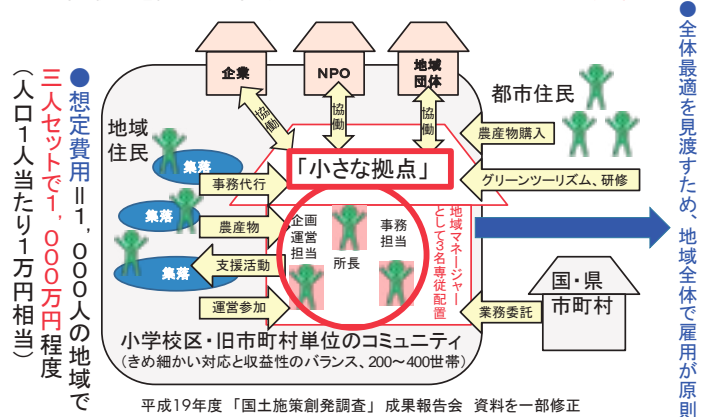 企業
NPO
地域
団体
協働
協働
協働
都市住民
地域
住民
集落
集落
集落
「小さな拠点」
農産物購入
グリーンツーリズム、研修
事務代行
農産物
支援活動
運営参加
企画
運営
担当
所長
事務
担当
地域マネージャー
として3名専従配置
国・県
市町村
業務委託
小学校区・旧市町村単位のコミュニティ
(きめ細かい対応と収益性のバランス、200〜400世帯)
●想定費用=1,000人の地域で
三人セットで1,000万円程度
(人口1人当たり1万円相当)
●全体最適を見渡すため、地域全体で雇用が原則
平成19年度 「国土施策創発調査」 成果報告会 資料を一部修正